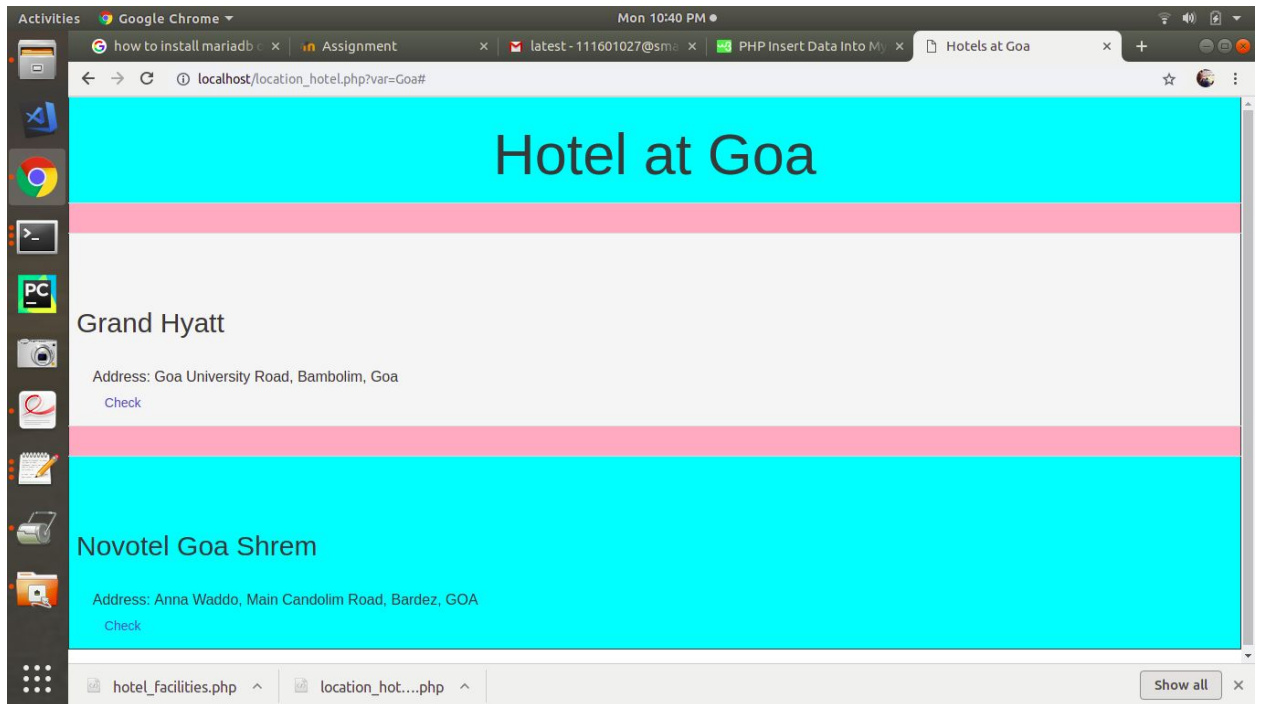 Activities Google Chrome Mon 10:40 PM
how to install mariadb Assignment latest - 111601027@sma PHP Insert Data Into My Hotels at Goa
localhost/location_hotel.php?var=Goa#
Hotel at Goa
PC
Grand Hyatt
Address: Goa University Road, Bambolim, Goa
Check
Novotel Goa Shrem
Address: Anna Waddo, Main Candolim Road, Bardez, GOA
Check
hotel_facilities.php location_hot....php Show all